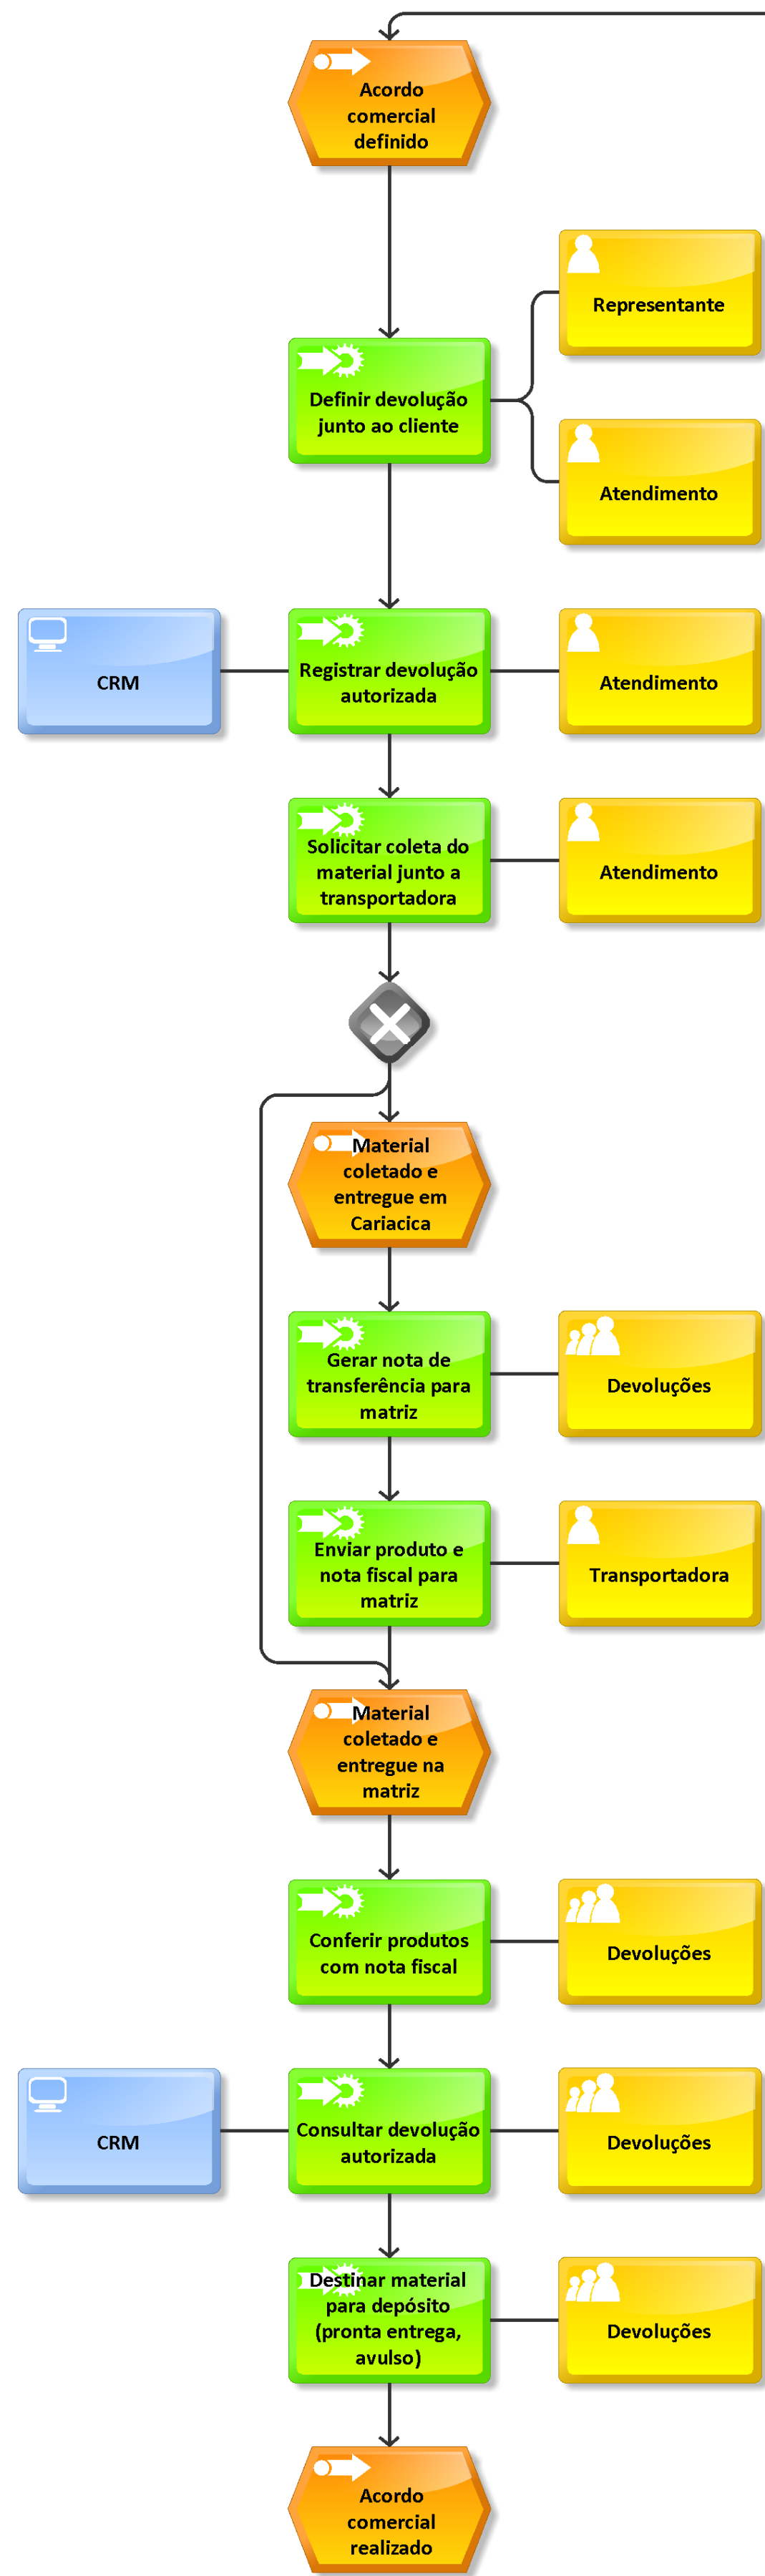 Acordo
comercial
definido
Representante
Definir devolução
junto ao cliente
Atendimento
CRM
Registrar devolução
autorizada
Atendimento
Solicitar coleta do
material junto a
transportadora
Atendimento
Material
coletado e
entregue em
Cariacica
Gerar nota de
transferência para
matriz
Devoluções
Enviar produto e
nota fiscal para
matriz
Transportadora
Material
coletado e
entregue na
matriz
Conferir produtos
com nota fiscal
Devoluções
CRM
Consultar devolução
autorizada
Devoluções
Destinar material
para depósito
(pronta entrega,
avulso)
Devoluções
Acordo
comercial
realizado